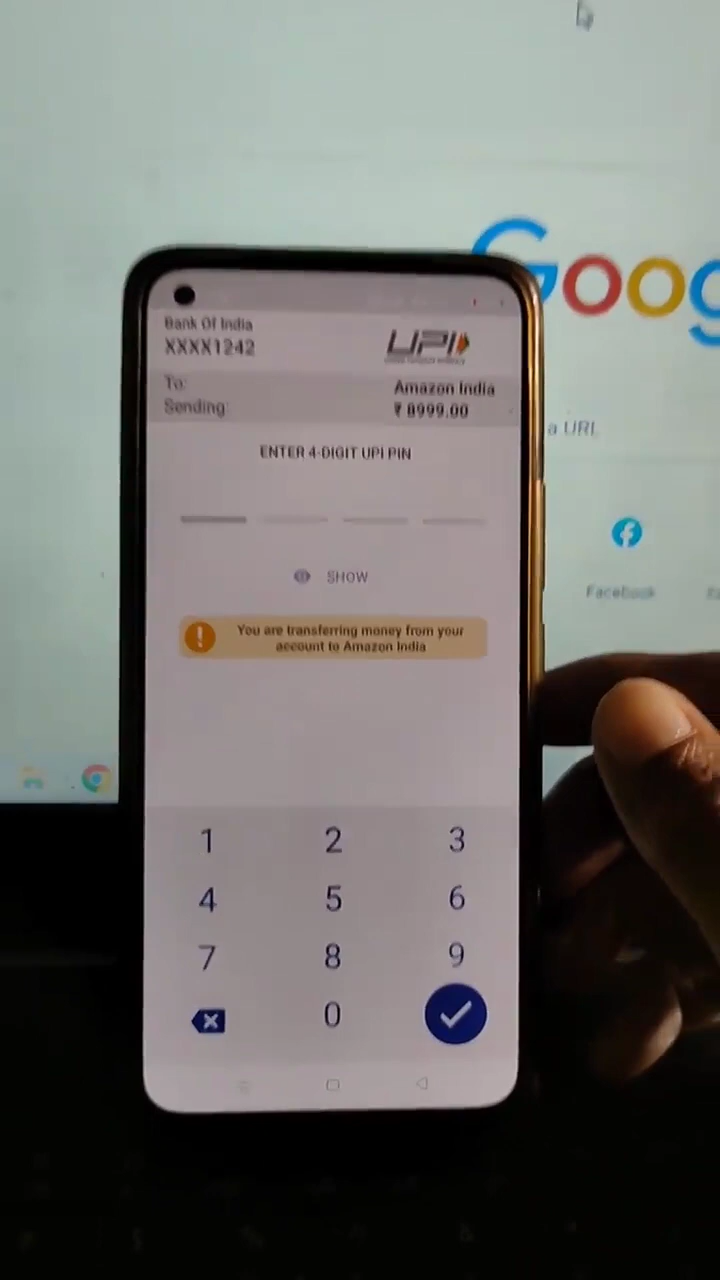 Goog
Bank Of India
XXXX1242
UPI
To:
Amazon India
Sending:
₹ 8999.00
a URL
ENTER 4-DIGIT UPI PIN
SHOW
Facebook
You are transferring money from your
account to Amazon India
1 2 3
4 5 6
7 8 9
0